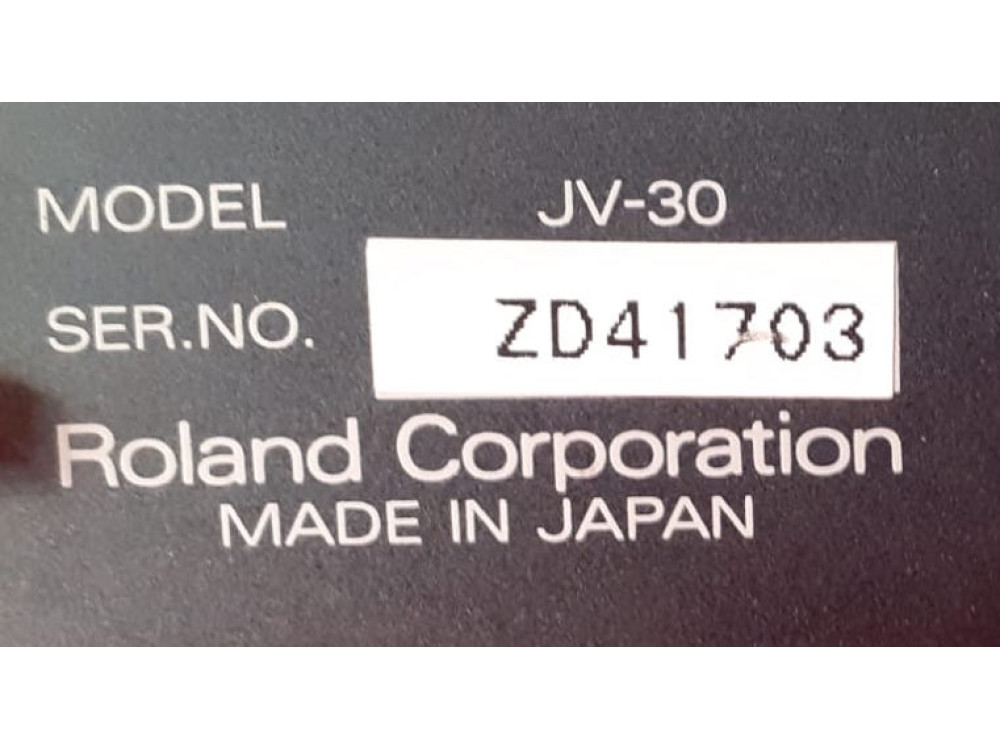 MODEL JV-30
SER.NO. ZD41703
Roland Corporation
MADE IN JAPAN